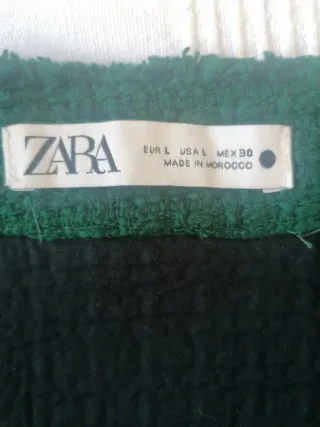 ZARA
EUR L USA L MEX 30
MADE IN MOROCCO